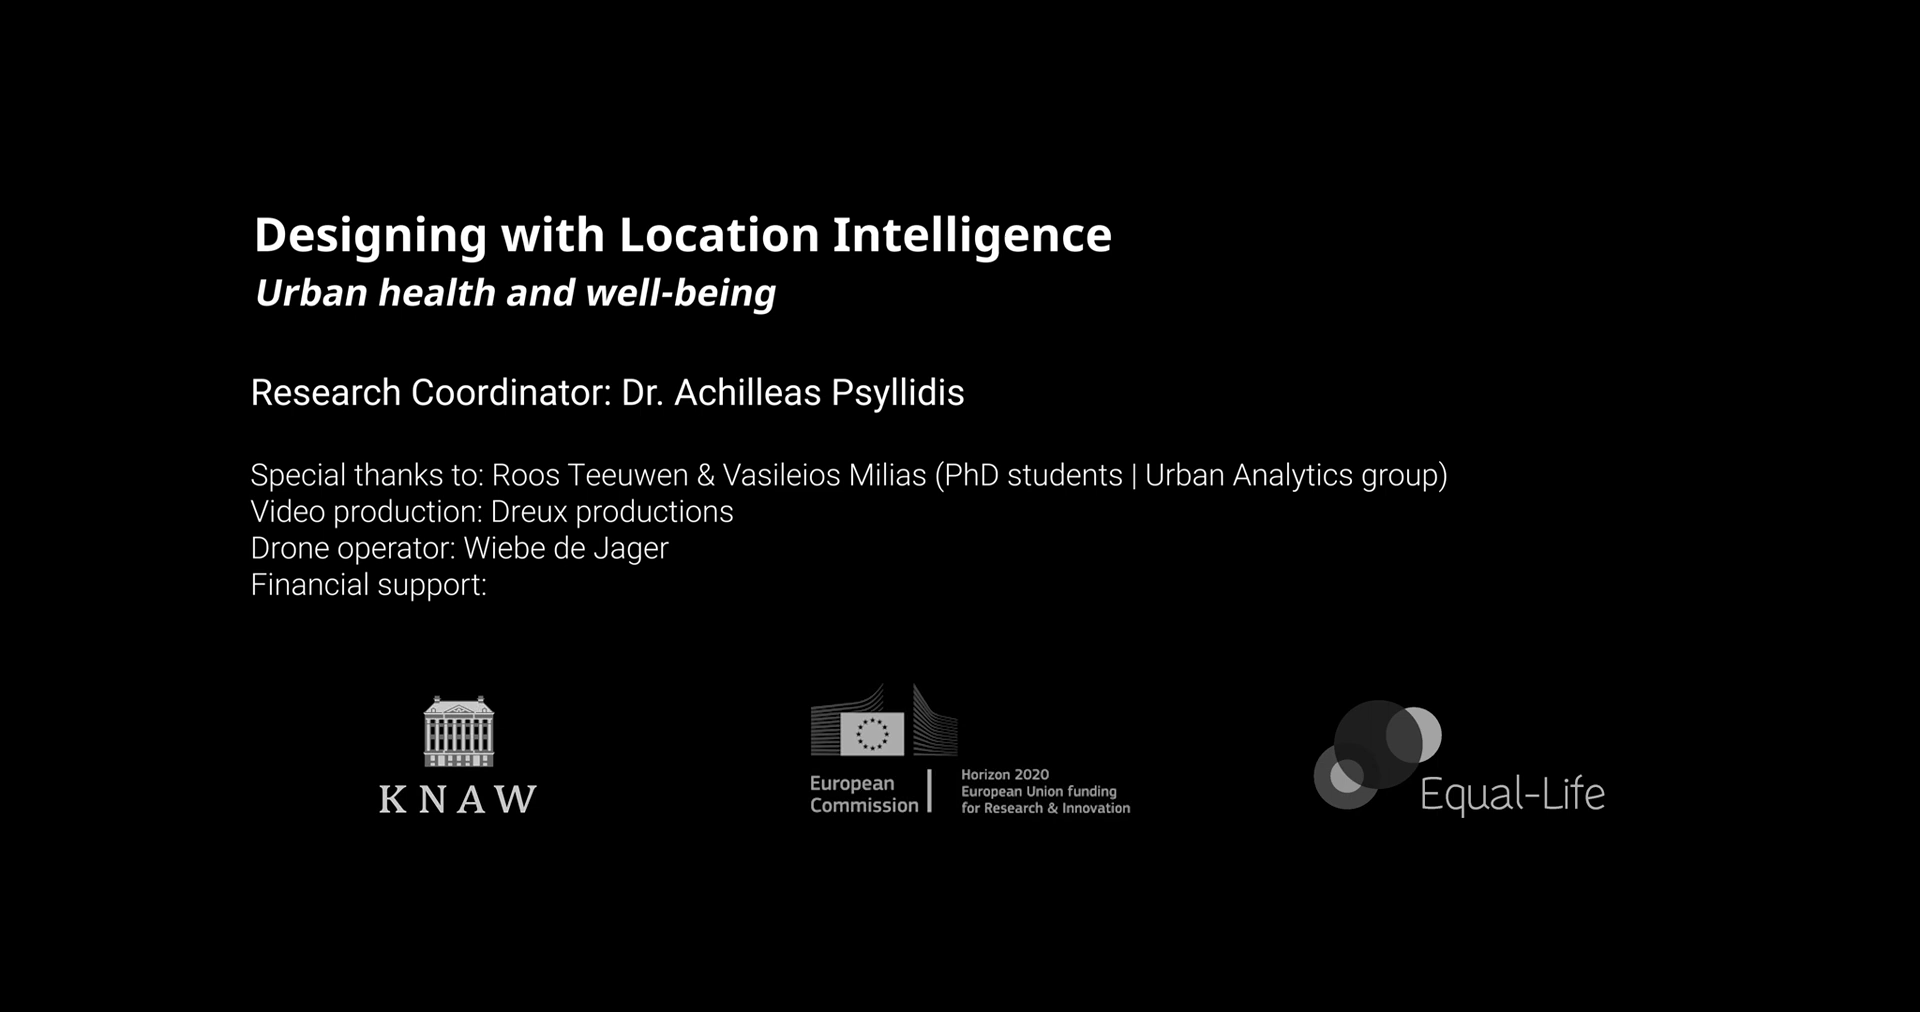 Designing with Location Intelligence
Urban health and well-being
Research Coordinator: Dr. Achilleas Psyllidis
Special thanks to: Roos Teeuwen & Vasileios Milias (PhD students | Urban Analytics group)
Video production: Dreux productions
Drone operator: Wiebe de Jager
Financial support:
KNAW
European
Commission
Horizon 2020
European Union funding
for Research & Innovation
Equal-Life